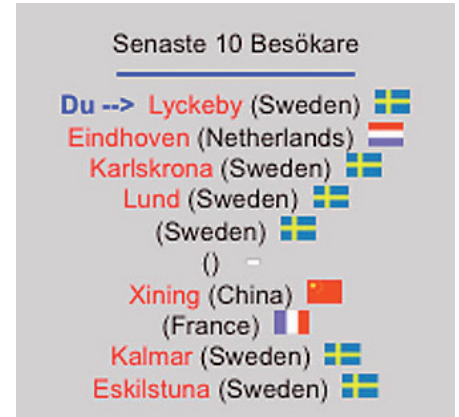 Senaste 10 Besökare
Du --> Lyckeby (Sweden)
Eindhoven (Netherlands)
Karlskrona (Sweden)
Lund (Sweden)
(Sweden)
() -
Xining (China)
(France)
Kalmar (Sweden)
Eskilstuna (Sweden)